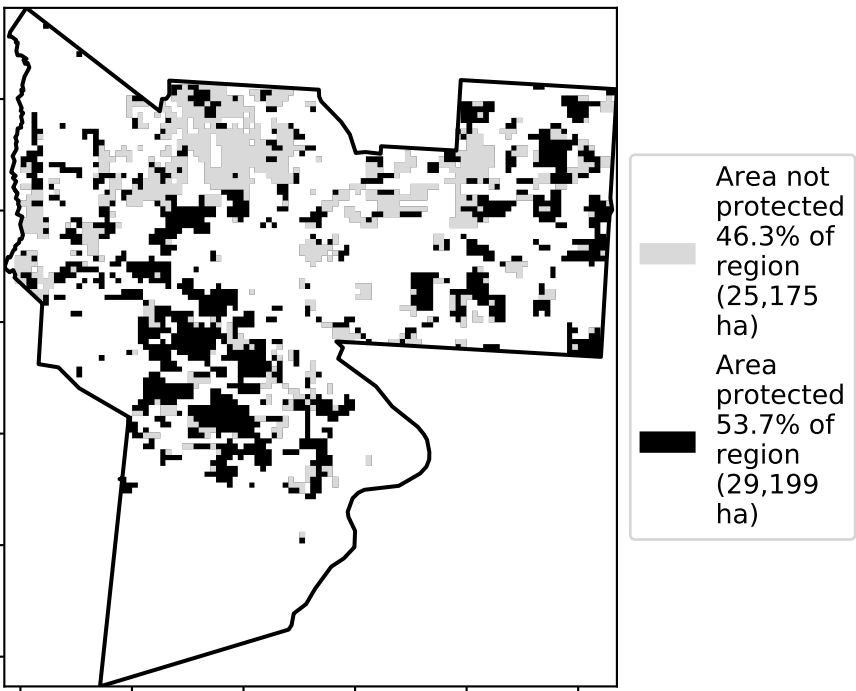 Area not
protected
46.3% of
region
(25,175
ha)
Area
protected
53.7% of
region
(29,199
ha)